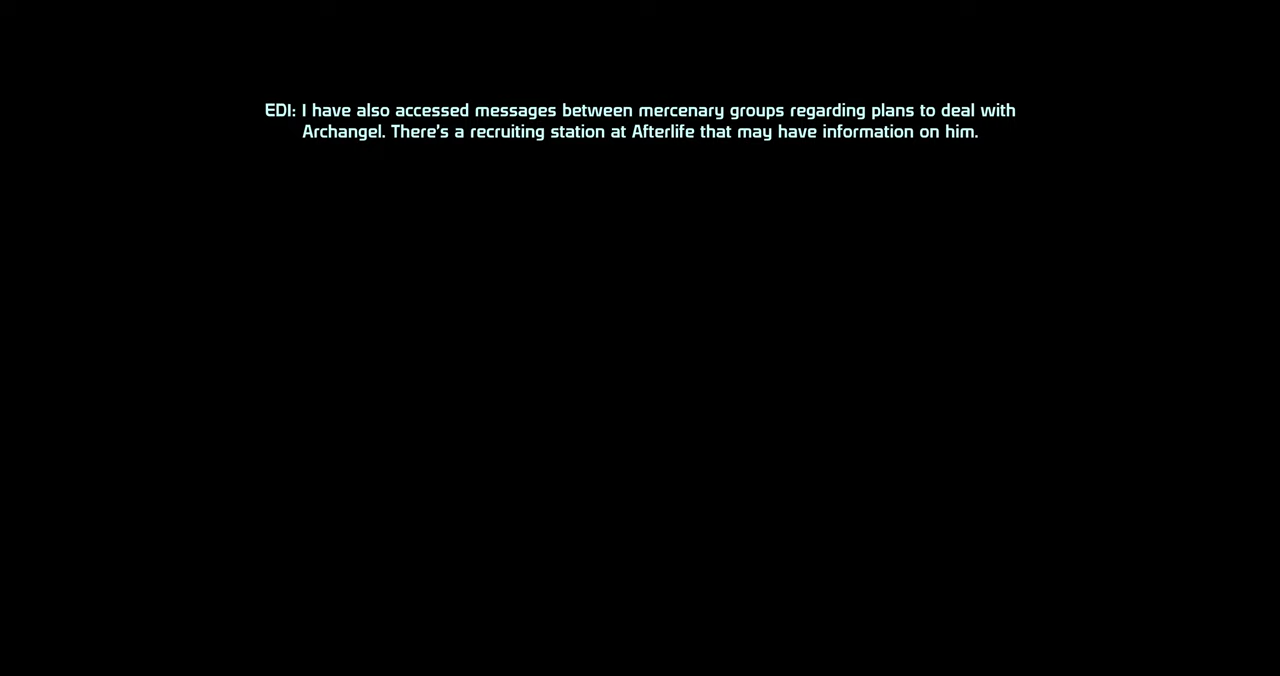 EDI: I have also accessed messages between mercenary groups regarding plans to deal with
Archangel. There's a recruiting station at Afterlife that may have information on him.